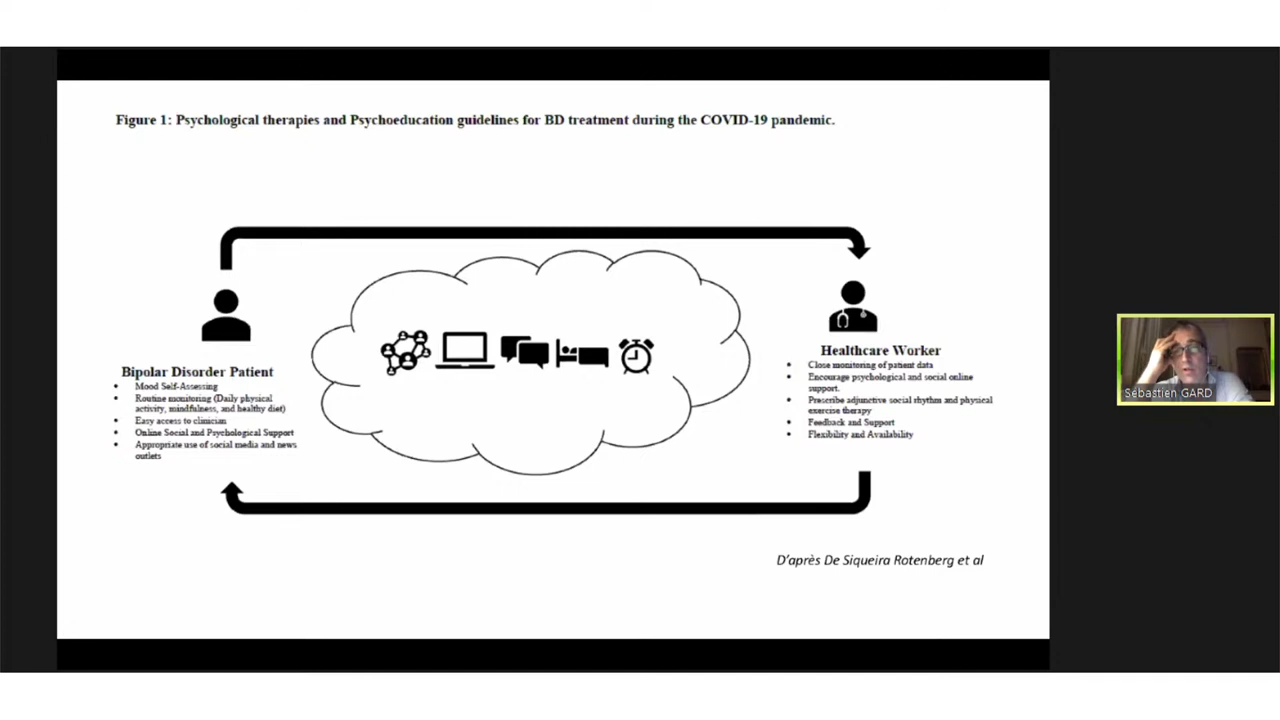 Figure 1: Psychological therapies and Psychoeducation guidelines for BD treatment during the COVID-19 pandemic.
Bipolar Disorder Patient
• Mood Self-Assessing
• Routine monitoring (Daily physical
activity, mindfulness, and healthy diet)
• Easy access to clinician
• Online Social and Psychological Support
• Appropriate use of social media and news
outlets
Healthcare Worker
• Close monitoring of patient data
• Encourage psychological and social online
support.
• Prescribe adjunctive social rhythm and physical
exercise therapy
• Feedback and Support
• Flexibility and Availability
D'après De Siqueira Rotenberg et al
Sébastien GARD